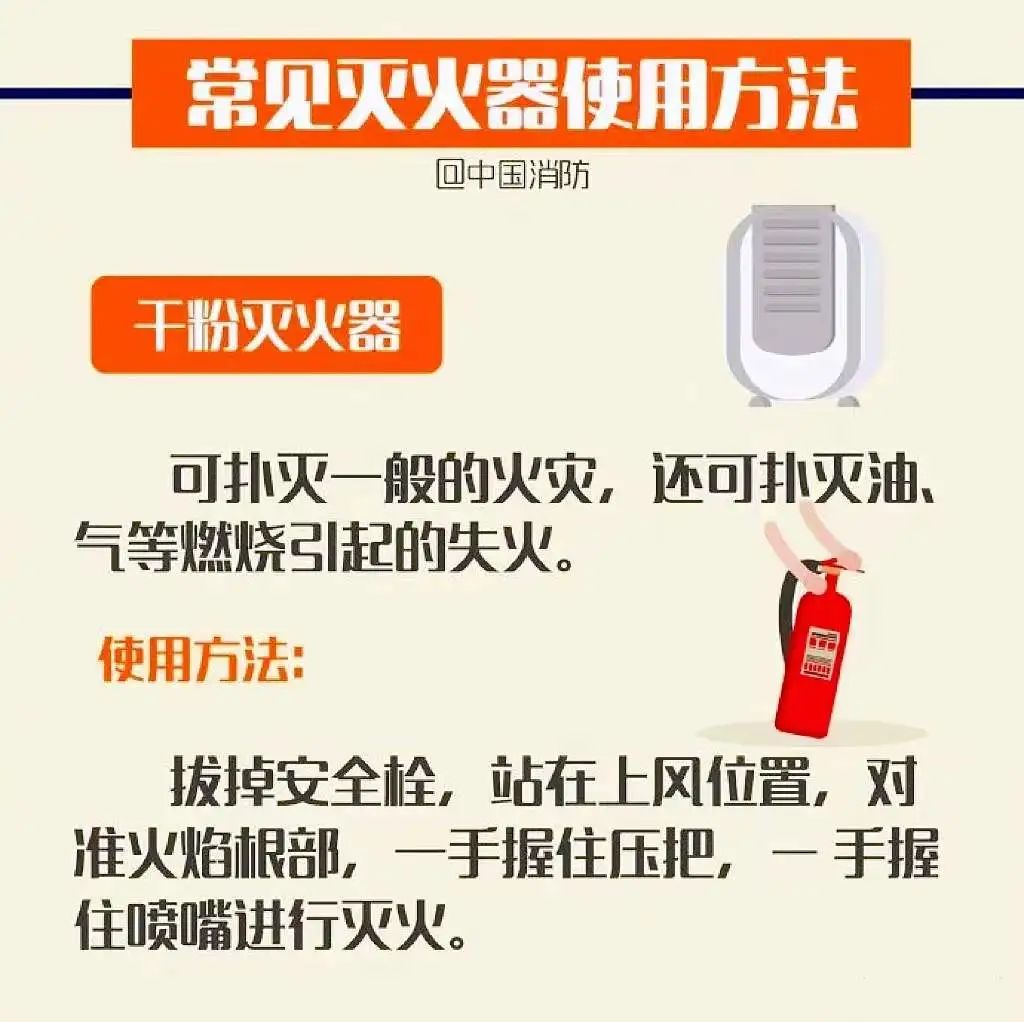 常见灭火器使用方法
@中国消防
干粉灭火器
可扑灭一般的火灾，还可扑灭油、
气等燃烧引起的失火。
使用方法：
拔掉安全栓，站在上风位置，对
准火焰根部，一手握住压把，一手握
住喷嘴进行灭火。